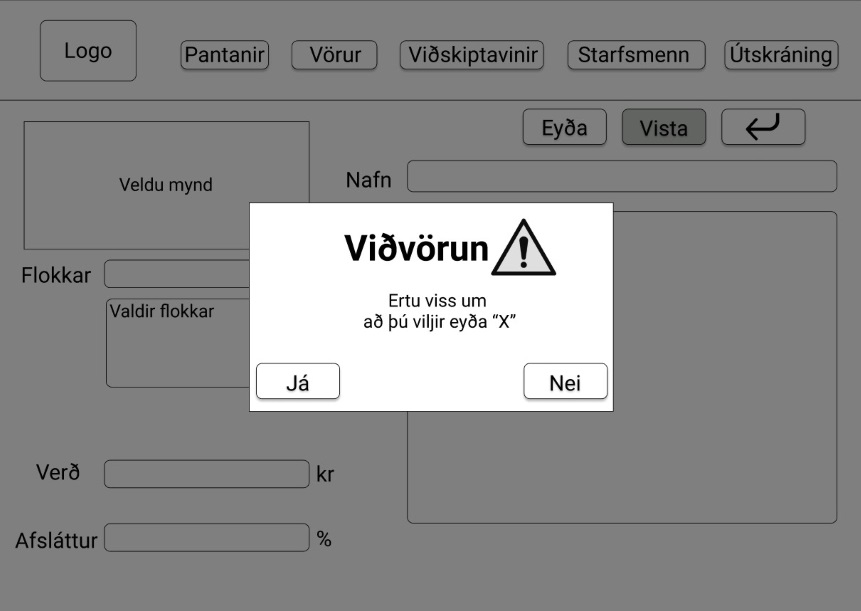 Logo
Pantanir
Vörur
Viðskiptavinir
Starfsmenn
Útskráning
Eyða
Vista
Veldu mynd
Nafn
Flokkar
Valdir flokkar
Viðvörun
Ertu viss um
að þú viljir eyða “X”
Já
Nei
Verð
kr
Afsláttur
%